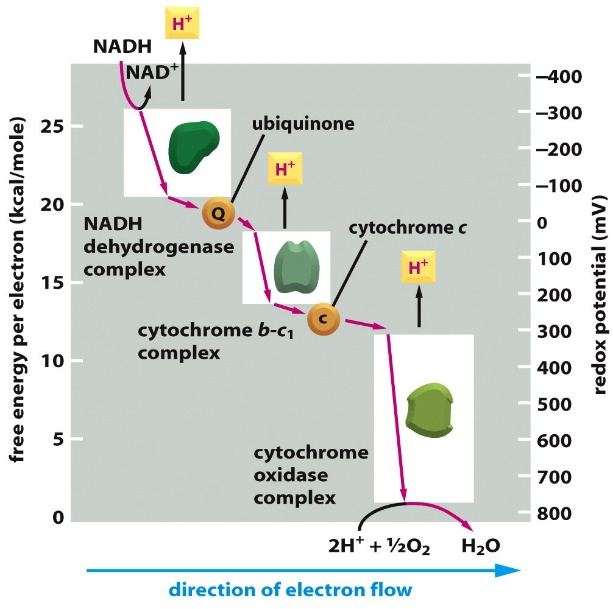 H⁺
NADH
NAD⁺
ubiquinone
H⁺
Q
NADH
dehydrogenase
complex
cytochrome c
H⁺
c
cytochrome b-c₁
complex
cytochrome
oxidase
complex
2H⁺ + ½O₂
H₂O
free energy per electron (kcal/mole)
25
20
15
10
5
0
redox potential (mV)
–400
–300
–200
–100
0
100
200
300
400
500
600
700
800
direction of electron flow